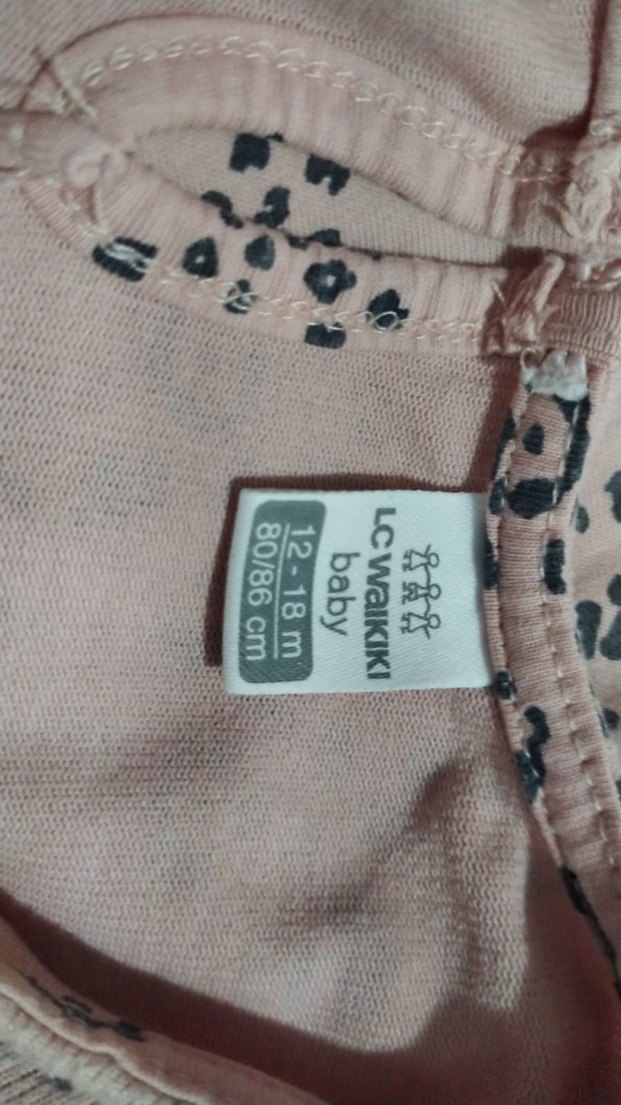 LC WAIKIKI
baby
12 - 18 m
80/86 cm